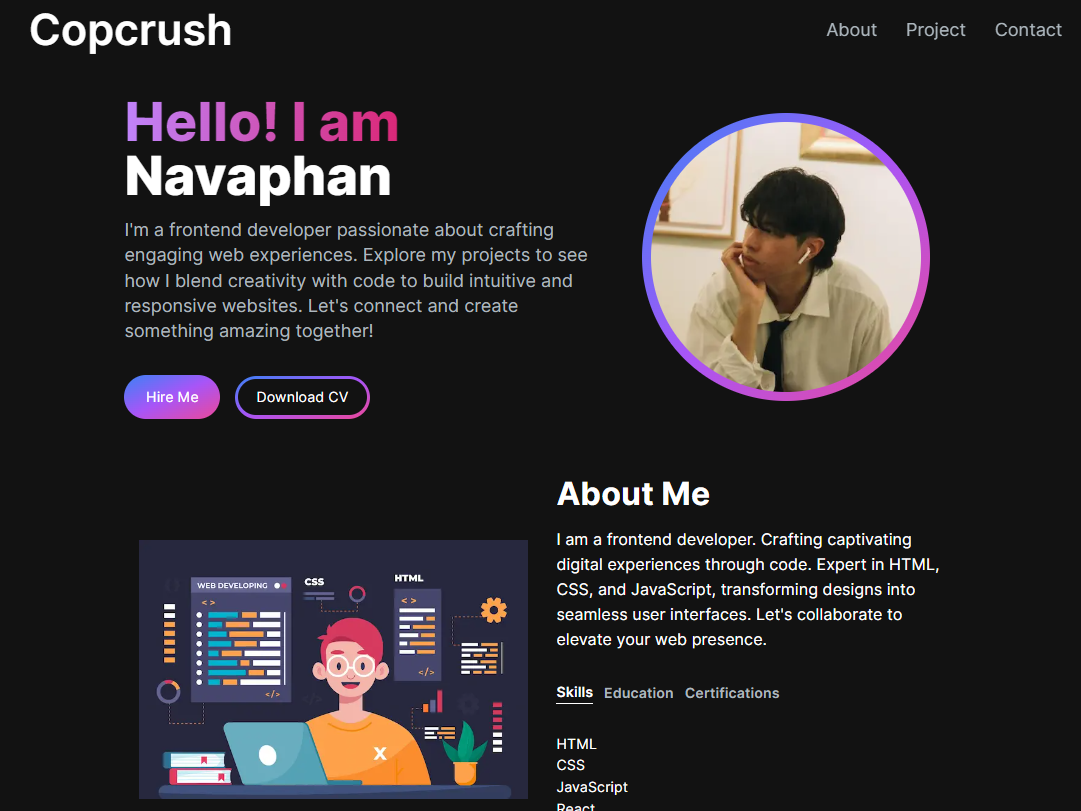 Copcrush
About Project Contact
Hello! I am
Navaphan
I'm a frontend developer passionate about crafting
engaging web experiences. Explore my projects to see
how I blend creativity with code to build intuitive and
responsive websites. Let's connect and create
something amazing together!
Hire Me Download CV
About Me
I am a frontend developer. Crafting captivating
digital experiences through code. Expert in HTML,
CSS, and JavaScript, transforming designs into
seamless user interfaces. Let's collaborate to
elevate your web presence.
WEB DEVELOPING
< >
</>
CSS
HTML
< >
</>
X
Skills Education Certifications
HTML
CSS
JavaScript
React